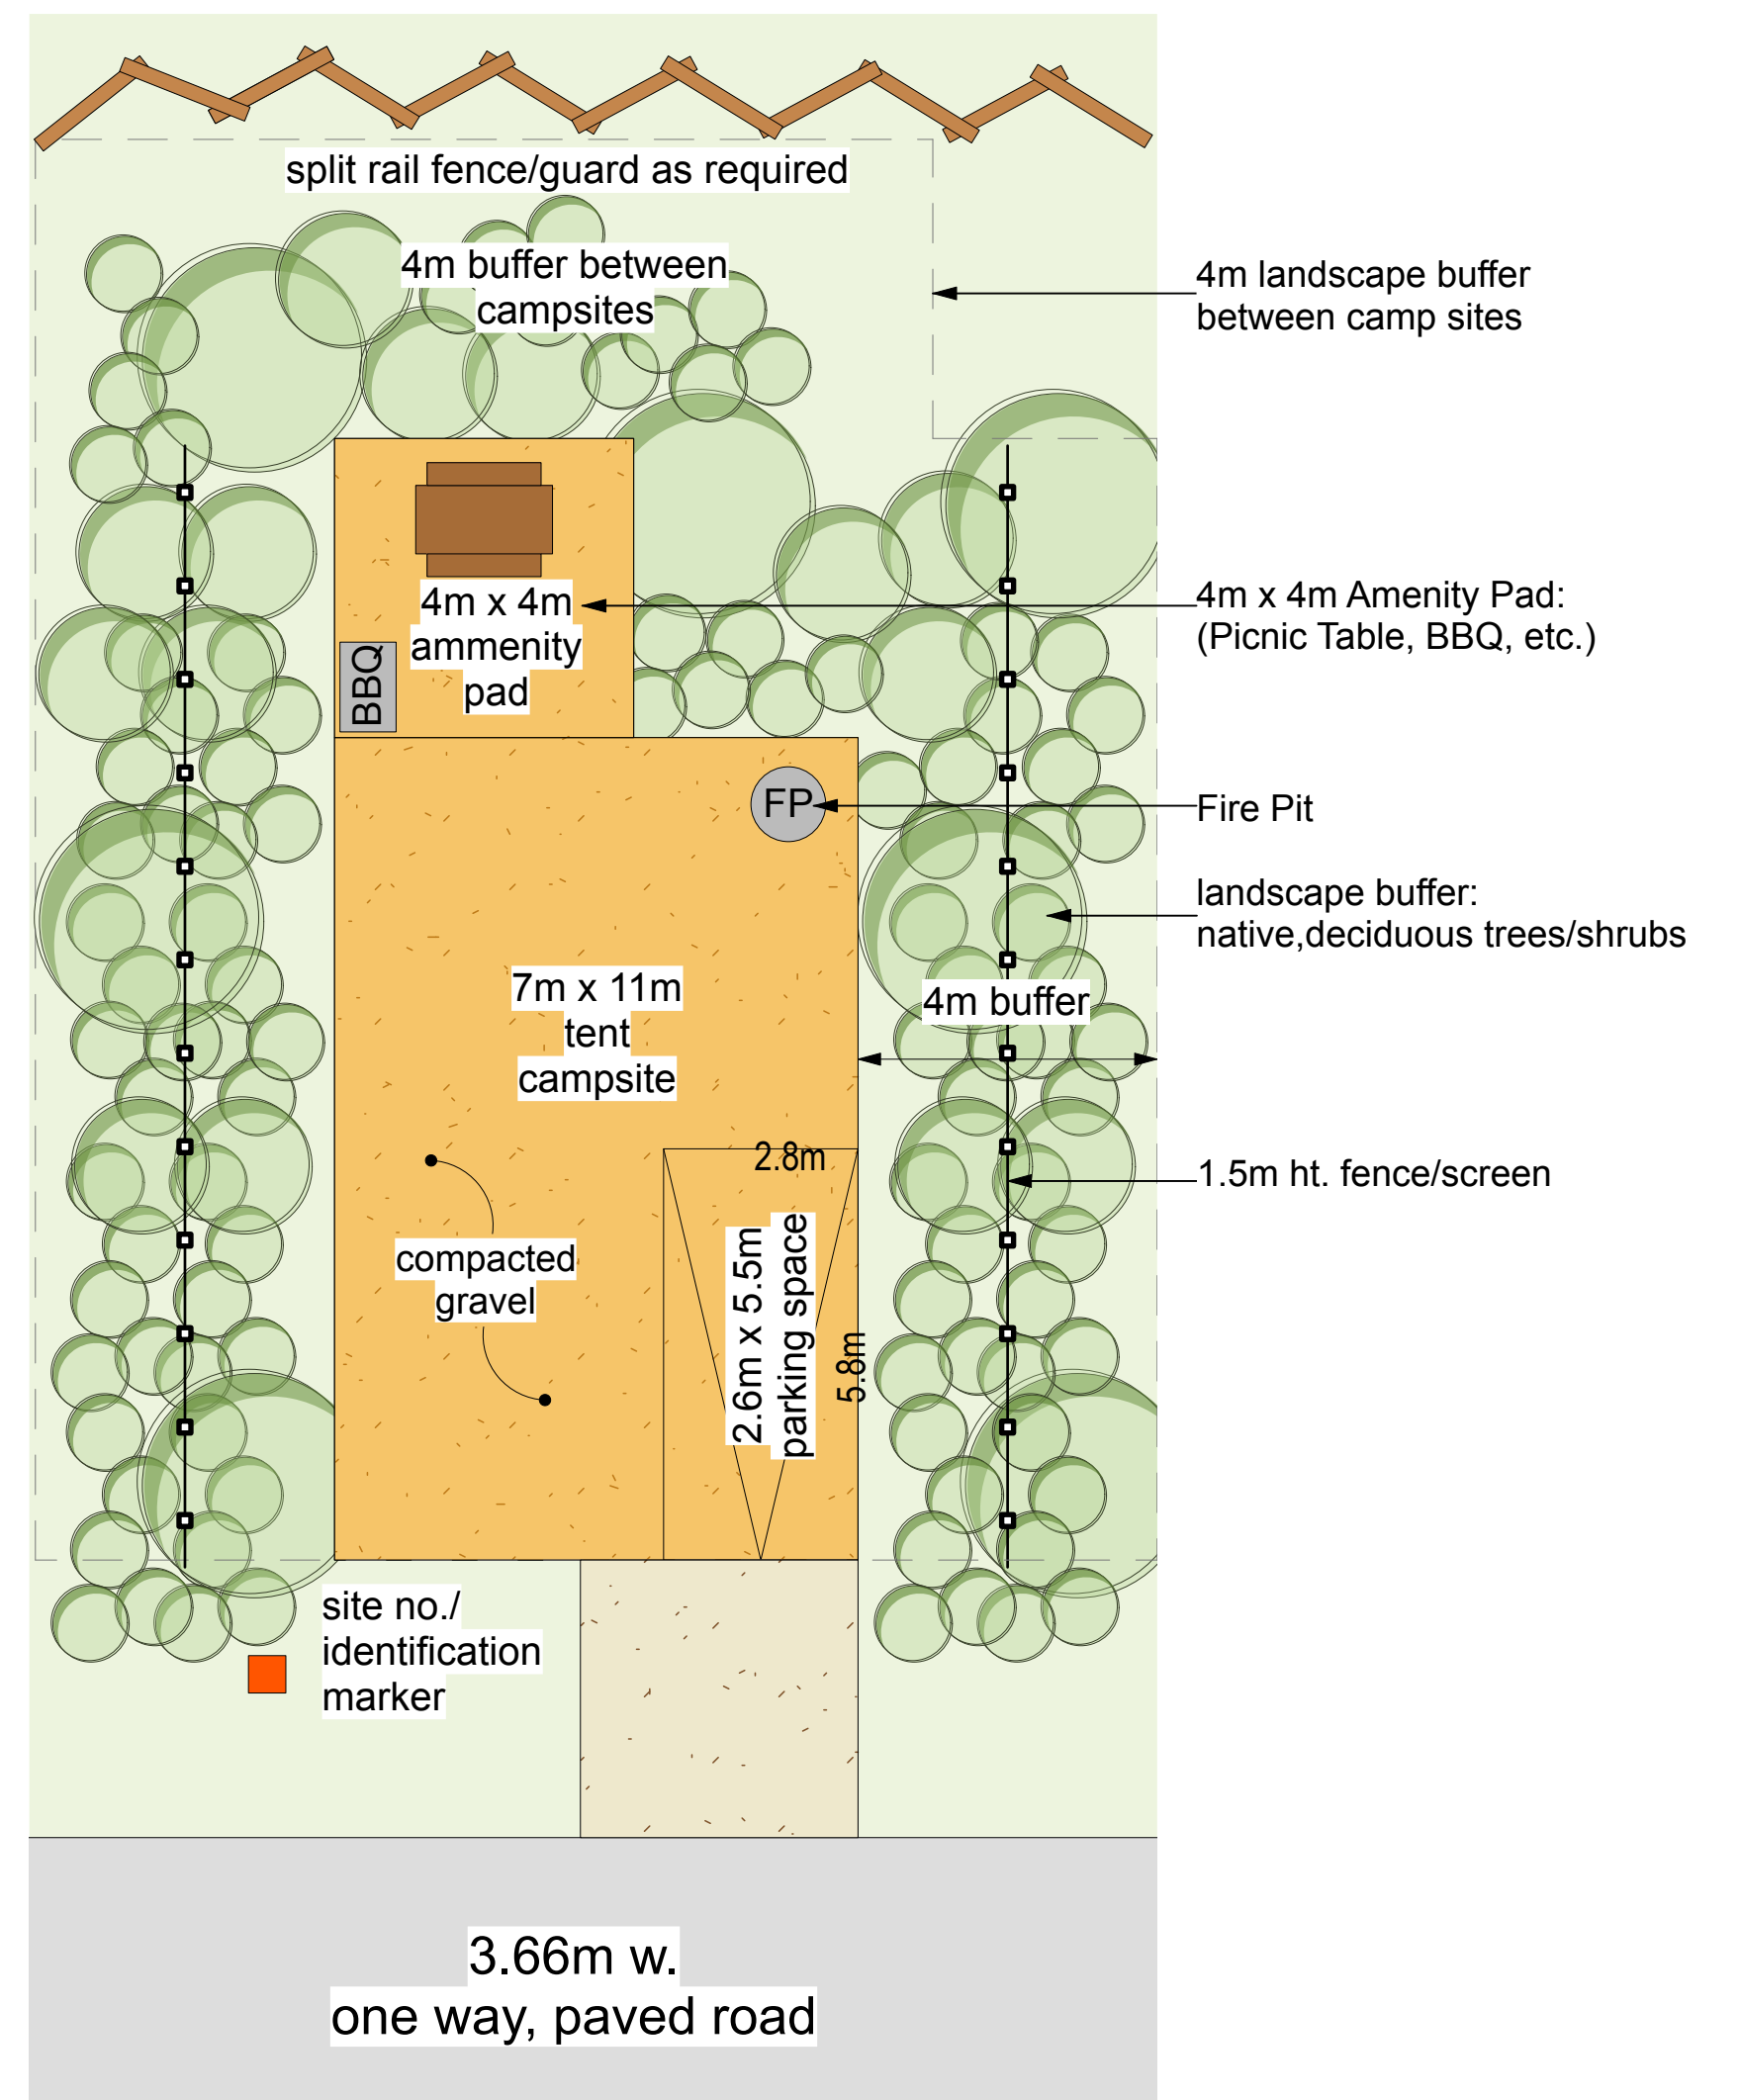 split rail fence/guard as required
4m buffer between
campsites
4m landscape buffer
between camp sites
4m x 4m
ammenity
pad
BBQ
4m x 4m Amenity Pad:
(Picnic Table, BBQ, etc.)
FP
Fire Pit
landscape buffer:
native,deciduous trees/shrubs
7m x 11m
tent
campsite
4m buffer
2.8m
1.5m ht. fence/screen
compacted
gravel
2.6m x 5.5m
parking space
5.8m
site no./
identification
marker
3.66m w.
one way, paved road